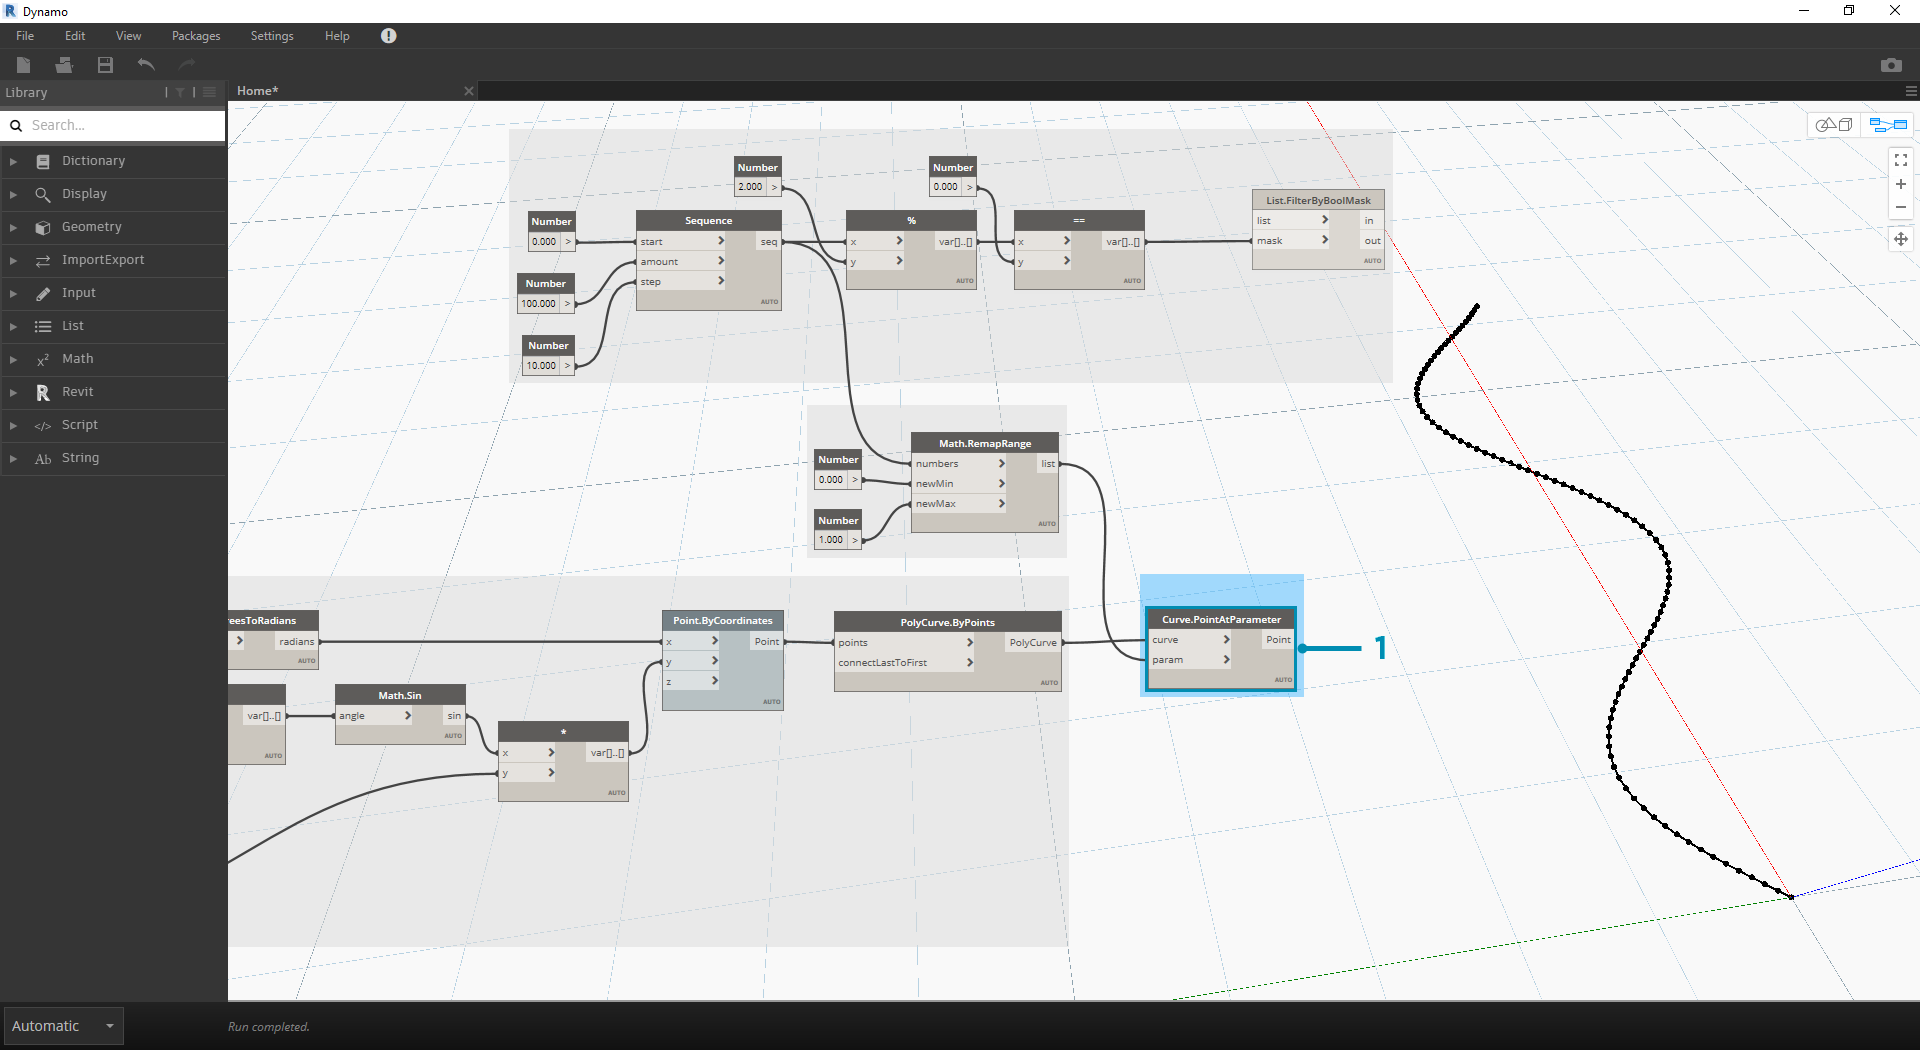 Dynamo
File Edit View Packages Settings Help
Library
Home*
Search...
Dictionary
Display
Geometry
ImportExport
Input
List
Math
Revit
Script
String
Number
2.000 >
Number
0.000 >
Number
0.000 >
Number
100.000 >
Number
10.000 >
Sequence
start > seq
amount >
step >
AUTO
%
x > var[]..[]
y >
AUTO
==
x > var[]..[]
y >
AUTO
List.FilterByBoolMask
list > in
mask > out
AUTO
Number
0.000 >
Number
1.000 >
Math.RemapRange
numbers > list
newMin >
newMax >
AUTO
reesToRadians
> radians
AUTO
var[]..[]
AUTO
Math.Sin
angle > sin
AUTO
*
x > var[]..[]
y >
AUTO
Point.ByCoordinates
x > Point
y >
z >
AUTO
PolyCurve.ByPoints
points > PolyCurve
connectLastToFirst >
AUTO
Curve.PointAtParameter
curve > Point
param >
AUTO
1
Automatic
Run completed.